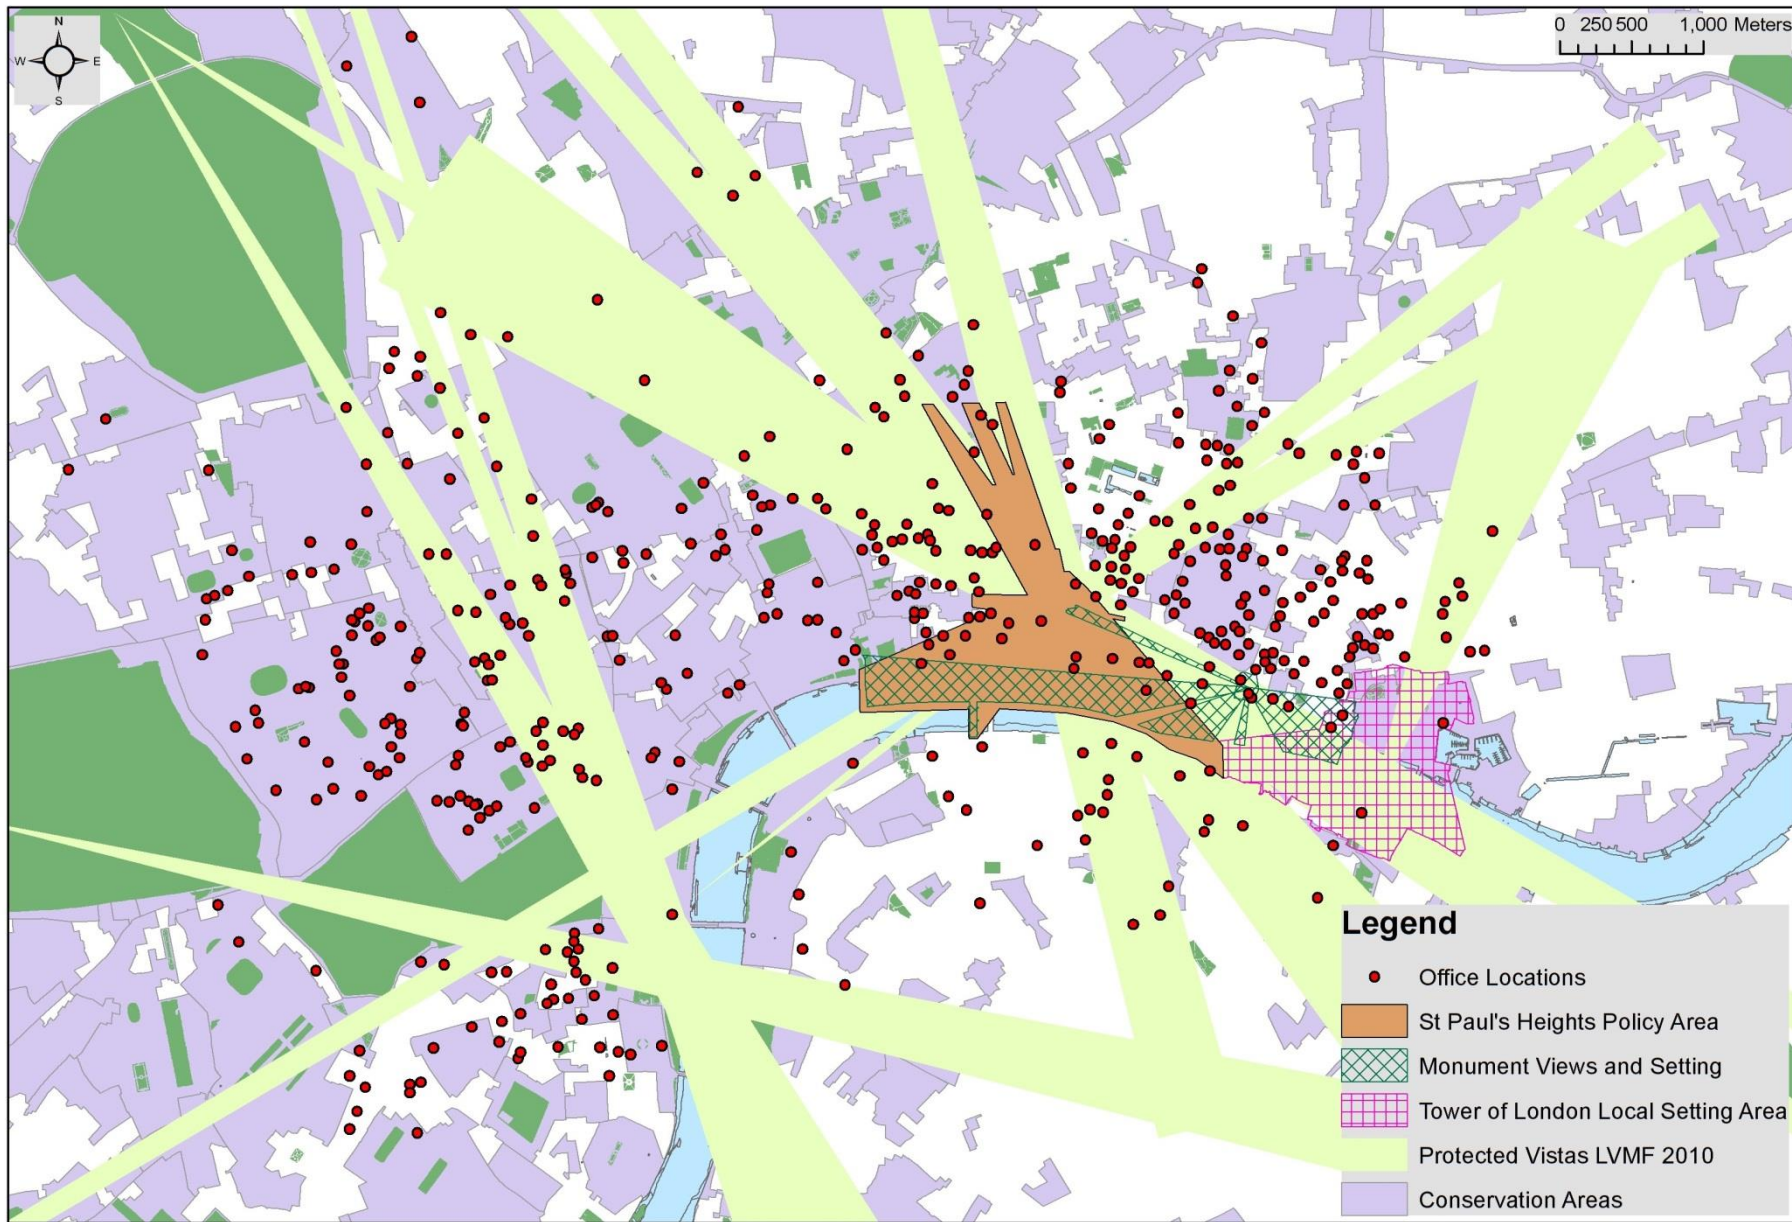 N
W E
S
0 250 500 1,000 Meters
Legend
Office Locations
St Paul's Heights Policy Area
Monument Views and Setting
Tower of London Local Setting Area
Protected Vistas LVMF 2010
Conservation Areas